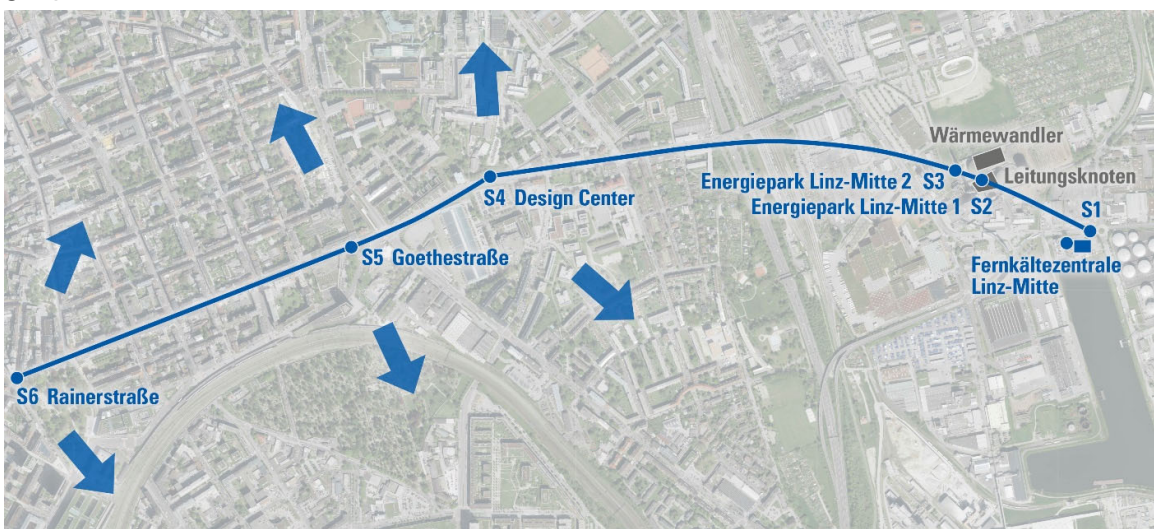 Wärmewandler
Energiepark Linz-Mitte 2 S3
Leitungsknoten
Energiepark Linz-Mitte 1 S2
S4 Design Center
S1
S5 Goethestraße
Fernkältezentrale
Linz-Mitte
S6 Rainerstraße